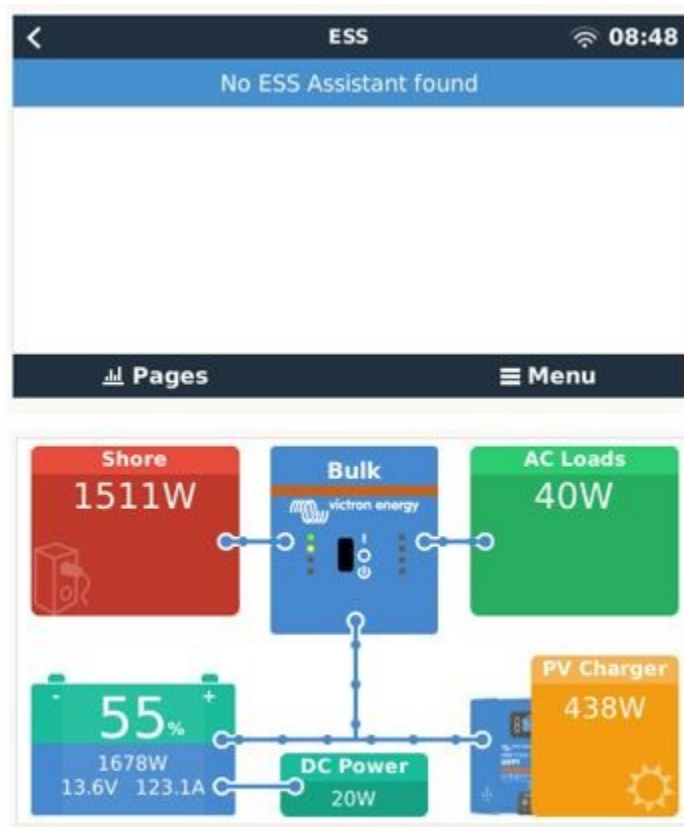 ESS
08:48
No ESS Assistant found
Pages
Menu
Shore
1511W
Bulk
victron energy
AC Loads
40W
55%
1678W
13.6V 123.1A
DC Power
20W
PV Charger
438W